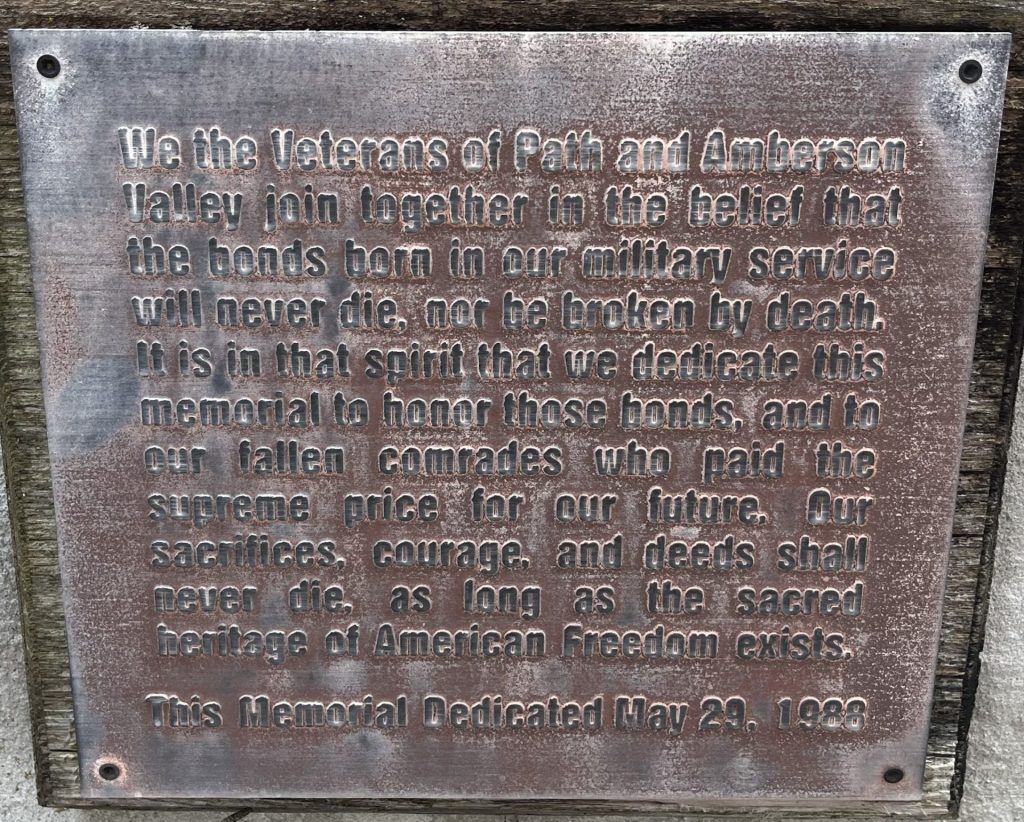 We the Veterans of Path and Amberson
Valley join together in the belief that
the bonds born in our military service
will never die, nor be broken by death.
It is in that spirit that we dedicate this
memorial to honor those bonds, and to
our fallen comrades who paid the
supreme price for our future. Our
sacrifices, courage, and deeds shall
never die, as long as the sacred
heritage of American Freedom exists.
This Memorial Dedicated May 29, 1988